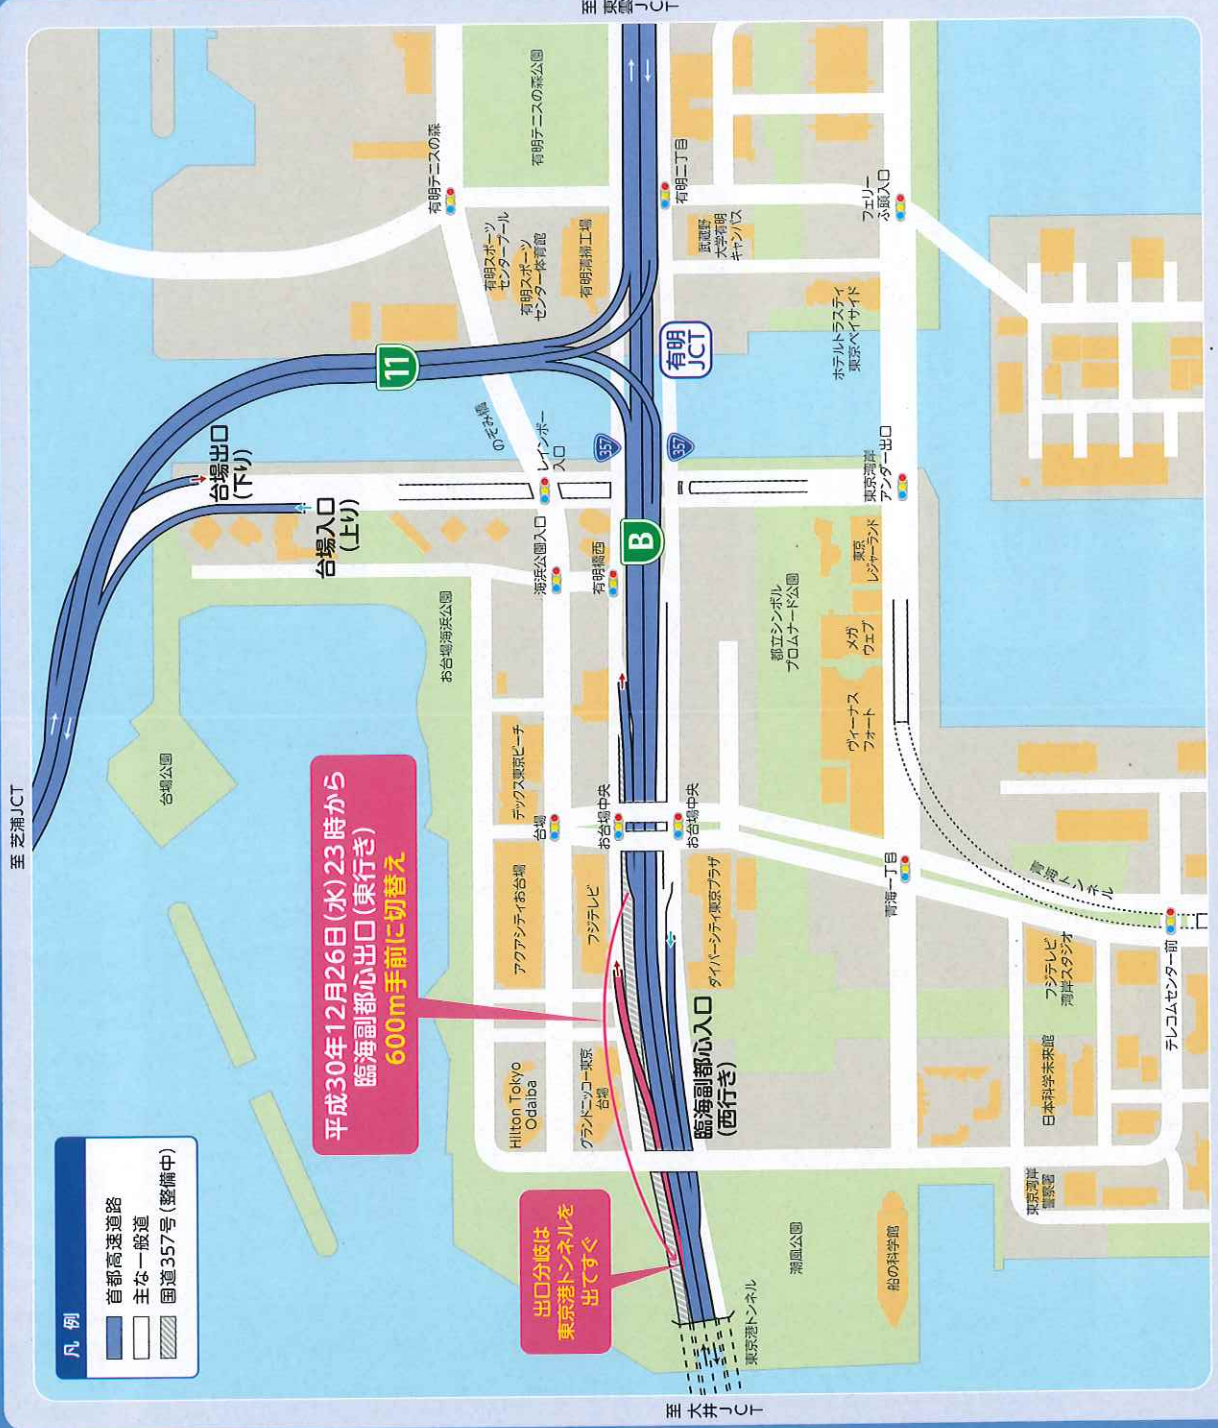 凡例
首都高速道路
主な一般道
国道357号(整備中)
平成30年12月26日(水)23時から
臨海副都心出口(東行き)
600m手前に切替え
出口分岐は
東京港トンネルを
出てすぐ
至 芝浦JCT
至 東雲JCT
至 大井JCT
台場公園
お台場海浜公園
台場出口
(下り)
台場入口
(上り)
11
のぞみ橋
レインボー
入口
海浜公園入口
有明橋西
有明テニスの森
有明テニスの森公園
有明スポーツ
センタープール
有明スポーツ
センター体育館
有明清掃工場
有明二丁目
武蔵野
大学有明
キャンパス
フェリー
ふ頭入口
有明
JCT
357
357
B
ホテルトラスティ
東京ベイサイド
東京湾岸
アンダー出口
東京
レジャーランド
メガ
ウェブ
ヴィーナス
フォート
都立シンボル
プロムナード公園
デックス東京ビーチ
台場
お台場中央
お台場中央
アクアシティお台場
フジテレビ
ダイバーシティ東京プラザ
Hilton Tokyo
Odaiba
グランドニッコー東京
台場
臨海副都心入口
(西行き)
青海一丁目
青海トンネル
フジテレビ
湾岸スタジオ
テレコムセンター前
日本科学未来館
東京湾岸
警察署
潮風公園
船の科学館
東京港トンネル